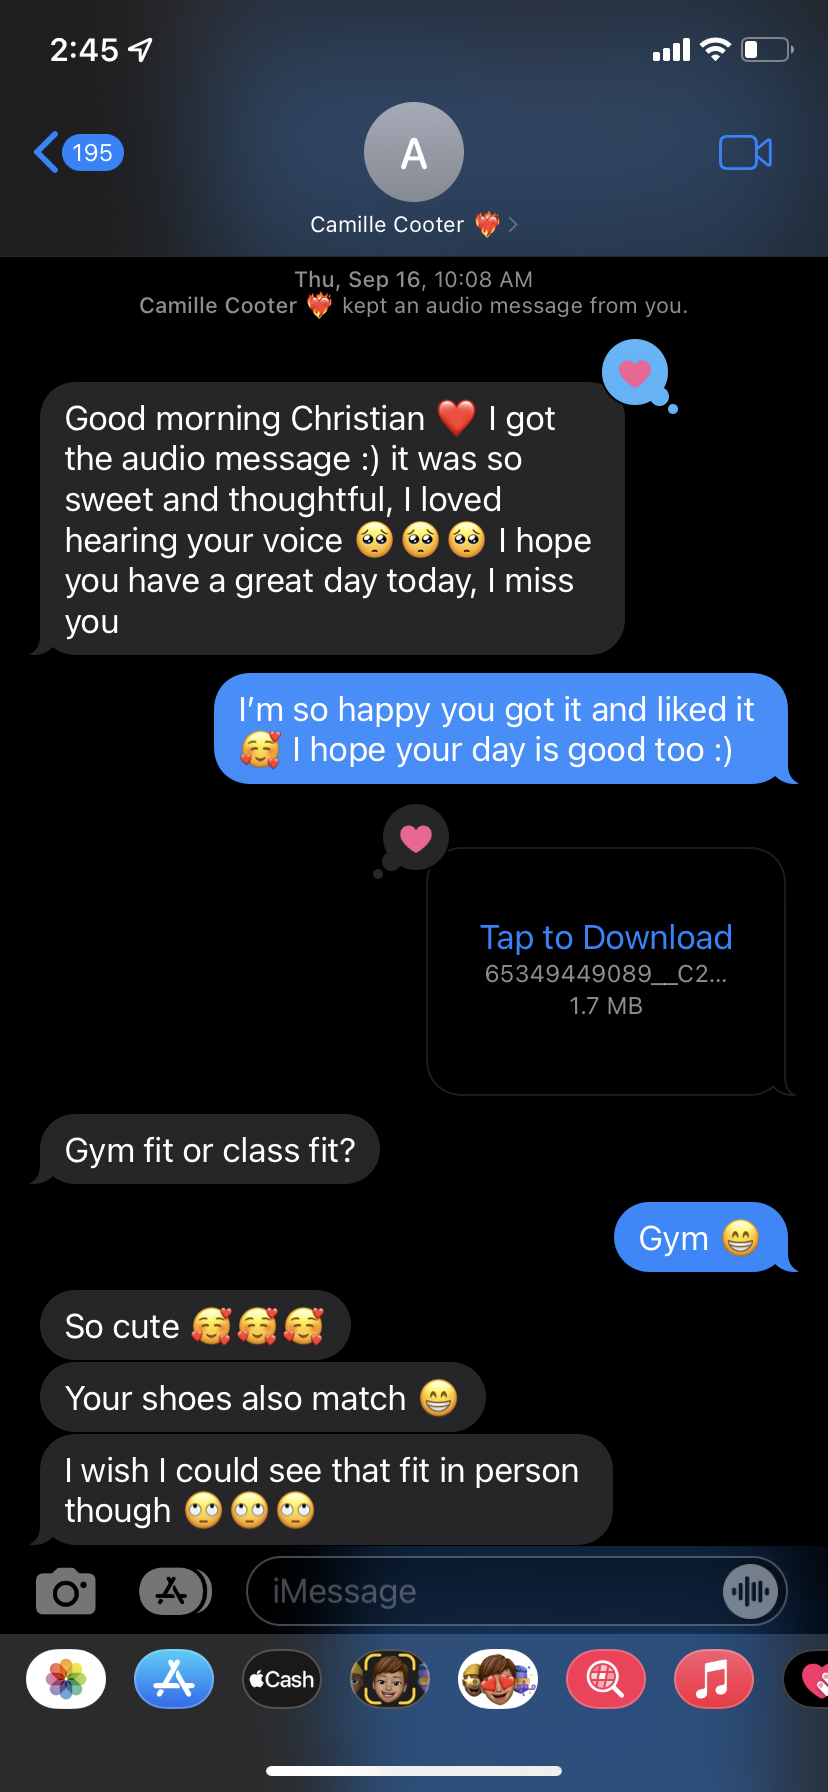 2:45
195
A
Camille Cooter ❤️‍🔥
Thu, Sep 16, 10:08 AM
Camille Cooter ❤️‍🔥 kept an audio message from you.
Good morning Christian ❤️ I got
the audio message :) it was so
sweet and thoughtful, I loved
hearing your voice 🥺🥺🥺 I hope
you have a great day today, I miss
you
I'm so happy you got it and liked it
🥰 I hope your day is good too :)
Tap to Download
65349449089__C2...
1.7 MB
Gym fit or class fit?
Gym 😁
So cute 🥰🥰🥰
Your shoes also match 😁
I wish I could see that fit in person
though 🙄🙄🙄
iMessage
Cash